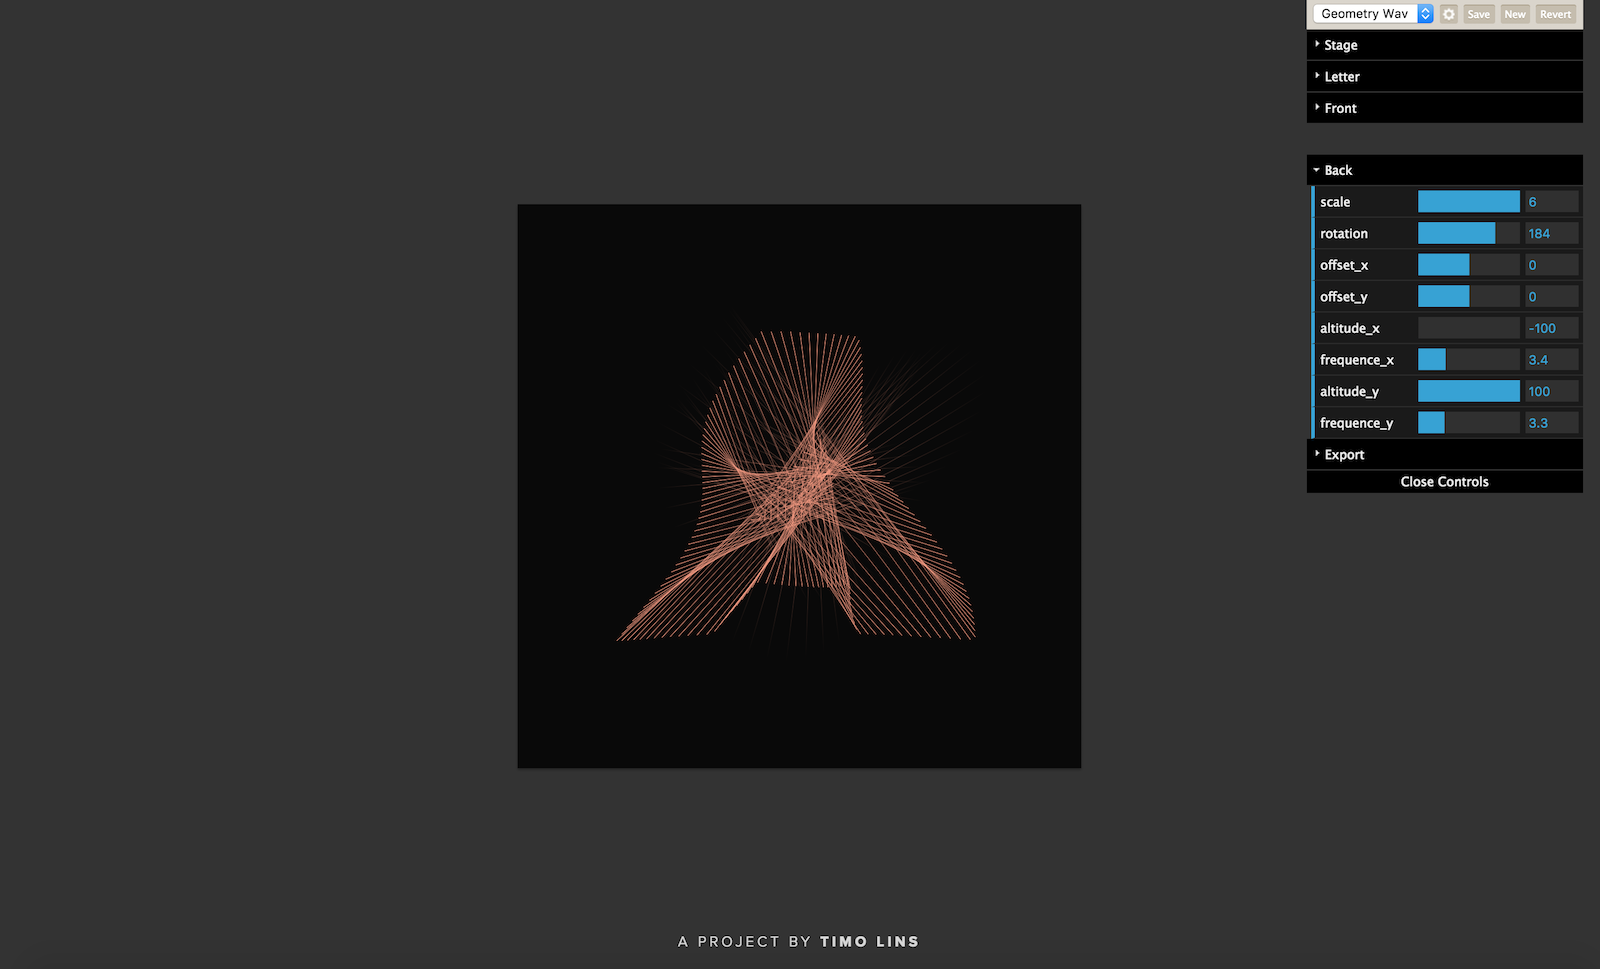 Geometry Wav
Save
New
Revert
Stage
Letter
Front
Back
scale 6
rotation 184
offset_x 0
offset_y 0
altitude_x -100
frequence_x 3.4
altitude_y 100
frequence_y 3.3
Export
Close Controls
A PROJECT BY TIMO LINS